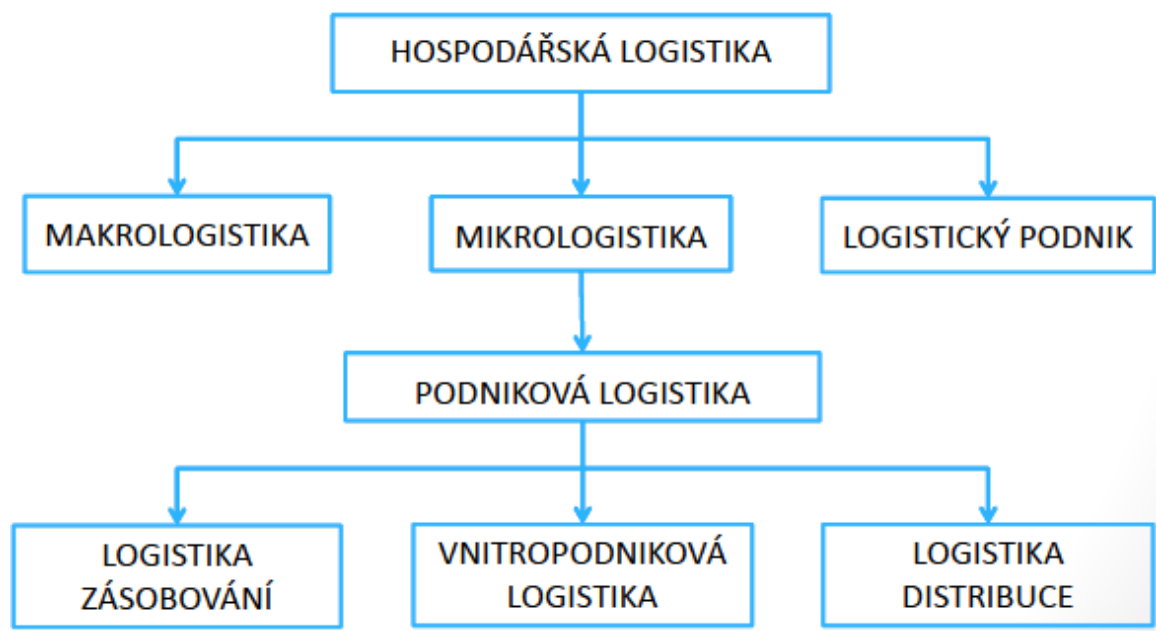 HOSPODÁŘSKÁ LOGISTIKA
MAKROLOGISTIKA
MIKROLOGISTIKA
LOGISTICKÝ PODNIK
PODNIKOVÁ LOGISTIKA
LOGISTIKA
ZÁSOBOVÁNÍ
VNITROPODNIKOVÁ
LOGISTIKA
LOGISTIKA
DISTRIBUCE